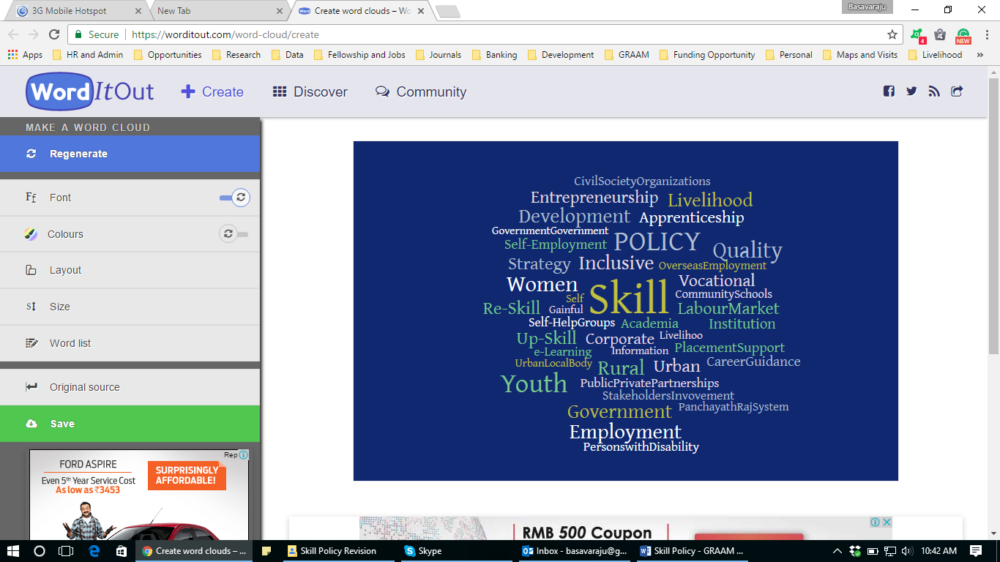 3G Mobile Hotspot
New Tab
Create word clouds – Wo
Basavaraju
Secure
https://worditout.com/word-cloud/create
4
NEW
Apps HR and Admin Opportunities Research Data Fellowship and Jobs Journals Banking Development GRAAM Funding Opportunity Personal Maps and Visits Livelihood »
WordItOut
Create
Discover
Community
MAKE A WORD CLOUD
Regenerate
Font
Colours
Layout
Size
Word list
Original source
Save
CivilSocietyOrganizations
Entrepreneurship Livelihood
Development Apprenticeship
GovernmentGovernment
Self-Employment POLICY Quality
Strategy Inclusive OverseasEmployment
Women Skill Vocational
CommunitySchools
Self
Re-Skill Gainful LabourMarket
Self-HelpGroups Academia Institution
Up-Skill Corporate Livelihoo
e-Learning Information PlacementSupport
UrbanLocalBody Rural Urban CareerGuidance
Youth PublicPrivatePartnerships
StakeholdersInvovement
Government PanchayathRajSystem
Employment
PersonswithDisability
Rep
FORD ASPIRE
Even 5th Year Service Cost
As low as ₹3453
SURPRISINGLY
AFFORDABLE!
RMB 500 Coupon
Create word clouds – ...
Skill Policy Revision
Skype
Inbox - basavaraju@g...
Skill Policy - GRAAM ...
10:42 AM